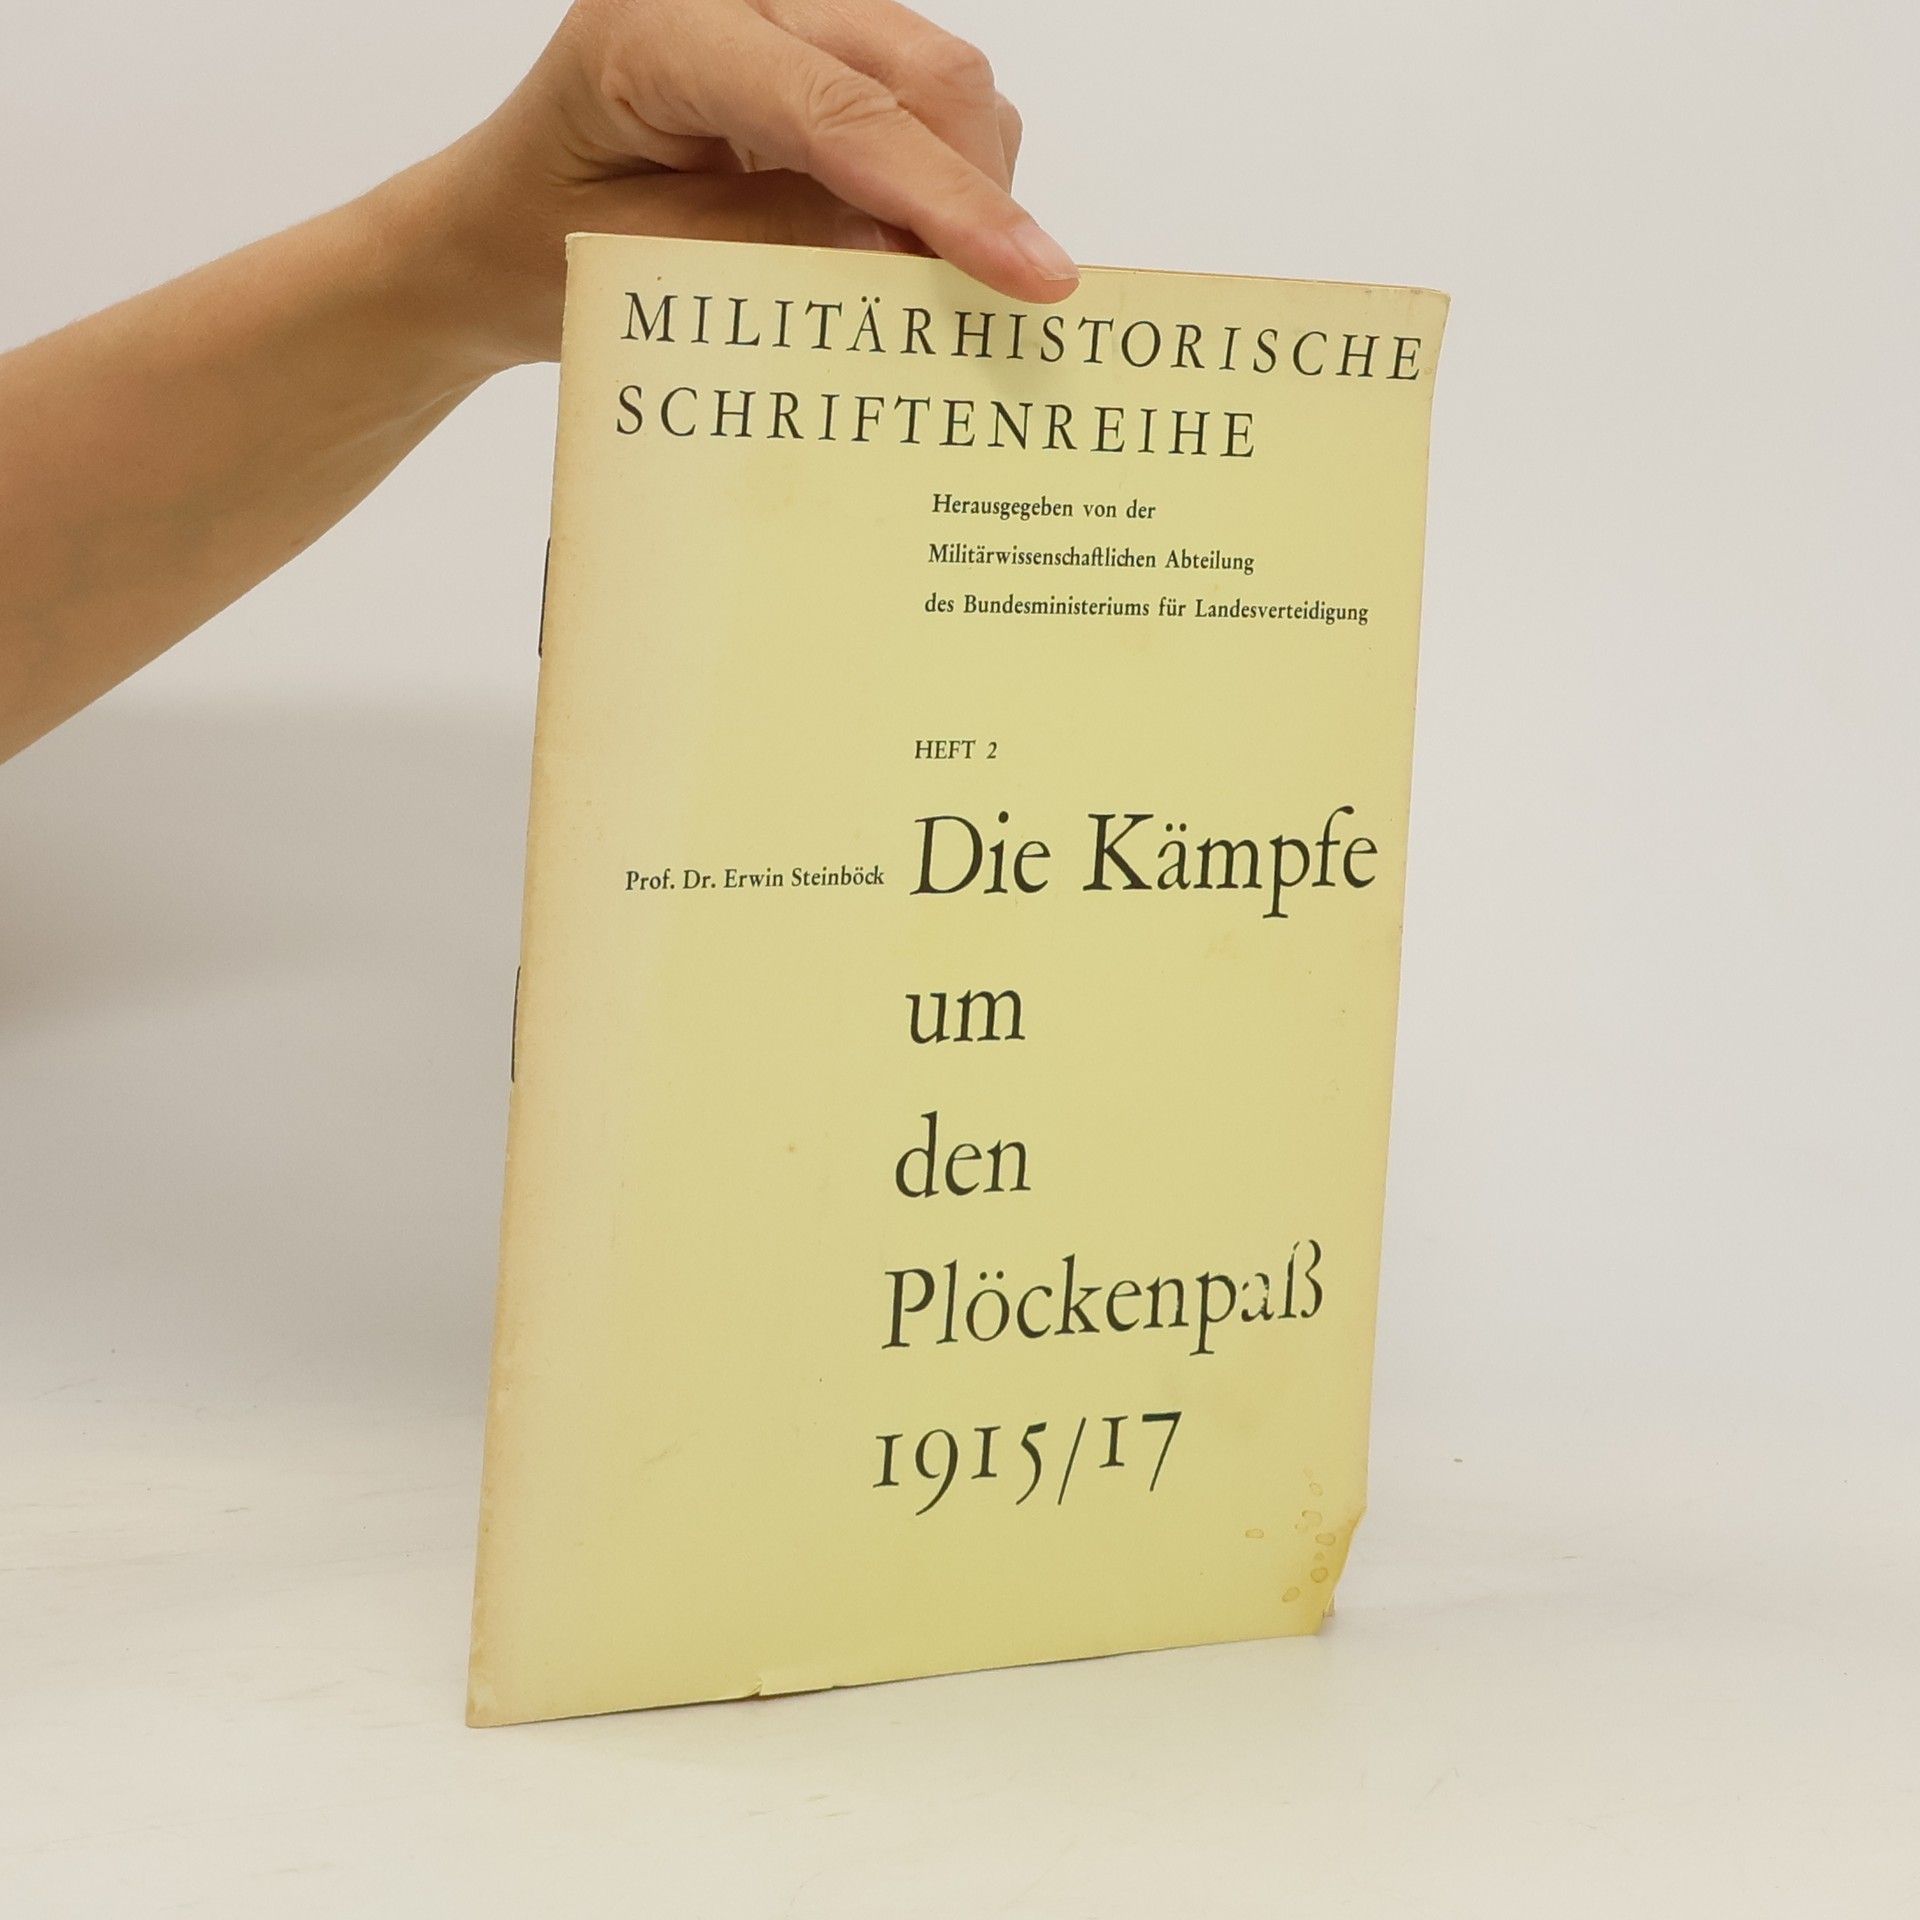 MILITÄRHISTORISCHE
SCHRIFTENREIHE
Herausgegeben von der
Militärwissenschaftlichen Abteilung
des Bundesministeriums für Landesverteidigung
HEFT 2
Prof. Dr. Erwin Steinböck
Die Kämpfe
um
den
Plöckenpaß
1915/17